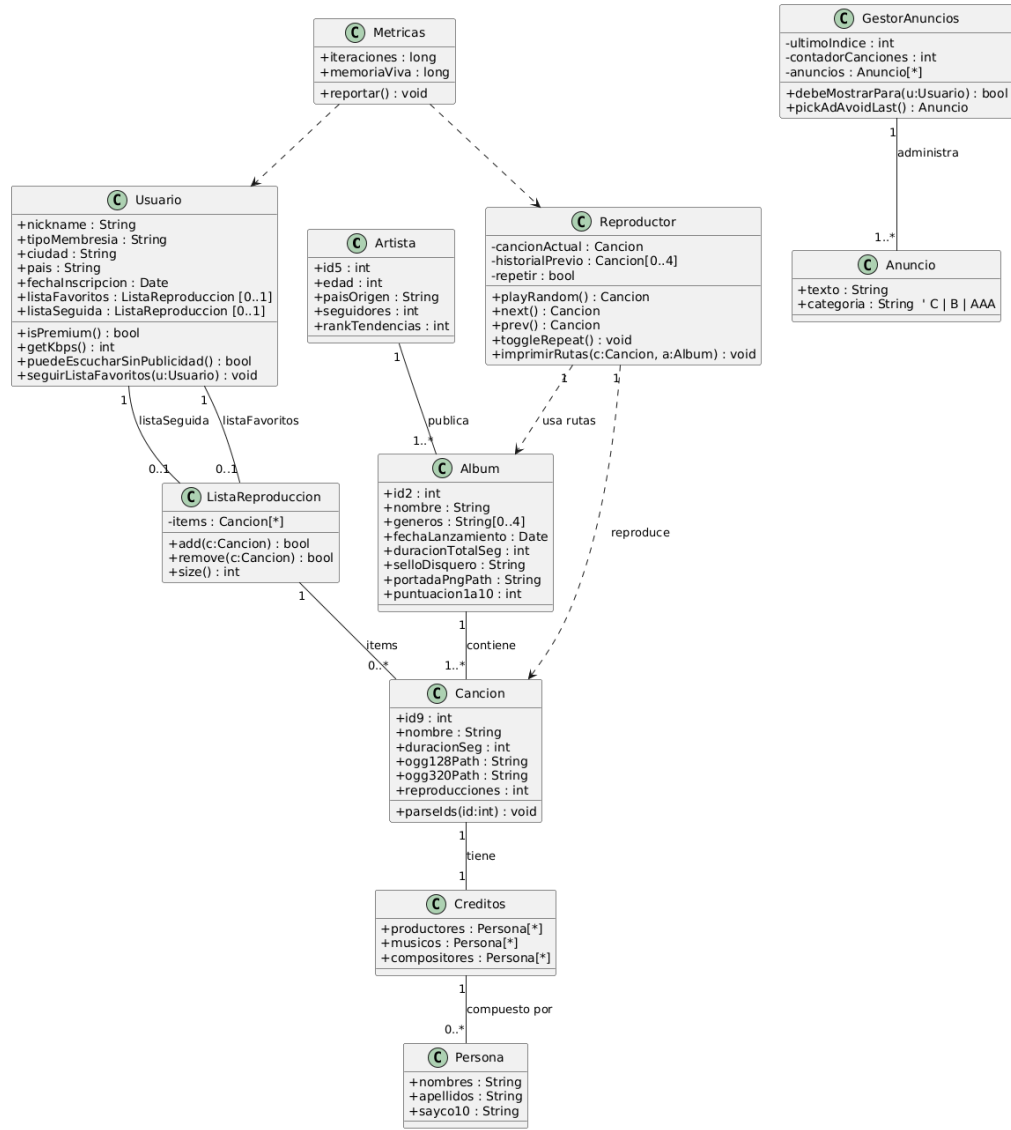 C Metricas
+iteraciones : long
+memoriaViva : long
+reportar() : void
C GestorAnuncios
-ultimoIndice : int
-contadorCanciones : int
-anuncios : Anuncio[*]
+debeMostrarPara(u:Usuario) : bool
+pickAdAvoidLast() : Anuncio
1
administra
1..*
C Usuario
+nickname : String
+tipoMembresia : String
+ciudad : String
+pais : String
+fechaInscripcion : Date
+listaFavoritos : ListaReproduccion [0..1]
+listaSeguida : ListaReproduccion [0..1]
+isPremium() : bool
+getKbps() : int
+puedeEscucharSinPublicidad() : bool
+seguirListaFavoritos(u:Usuario) : void
C Artista
+id5 : int
+edad : int
+paisOrigen : String
+seguidores : int
+rankTendencias : int
C Reproductor
-cancionActual : Cancion
-historialPrevio : Cancion[0..4]
-repetir : bool
+playRandom() : Cancion
+next() : Cancion
+prev() : Cancion
+toggleRepeat() : void
+imprimirRutas(c:Cancion, a:Album) : void
C Anuncio
+texto : String
+categoria : String ' C | B | AAA
1
listaSeguida
0..1
1
listaFavoritos
0..1
1
publica
1..*
1
usa rutas
1
reproduce
C ListaReproduccion
-items : Cancion[*]
+add(c:Cancion) : bool
+remove(c:Cancion) : bool
+size() : int
C Album
+id2 : int
+nombre : String
+generos : String[0..4]
+fechaLanzamiento : Date
+duracionTotalSeg : int
+selloDisquero : String
+portadaPngPath : String
+puntuacion1a10 : int
1
items
0..*
1
contiene
1..*
C Cancion
+id9 : int
+nombre : String
+duracionSeg : int
+ogg128Path : String
+ogg320Path : String
+reproducciones : int
+parseIds(id:int) : void
1
tiene
1
C Creditos
+productores : Persona[*]
+musicos : Persona[*]
+compositores : Persona[*]
1
compuesto por
0..*
C Persona
+nombres : String
+apellidos : String
+sayco10 : String